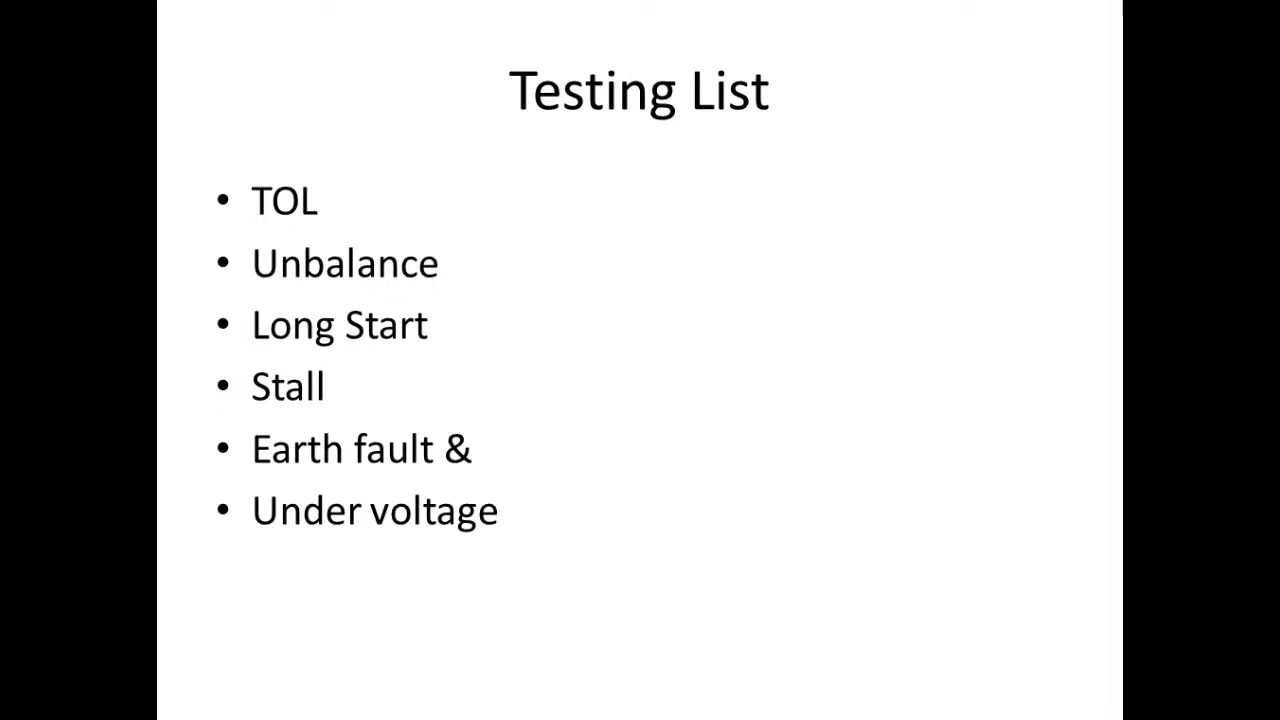 Testing List
• TOL
• Unbalance
• Long Start
• Stall
• Earth fault &
• Under voltage